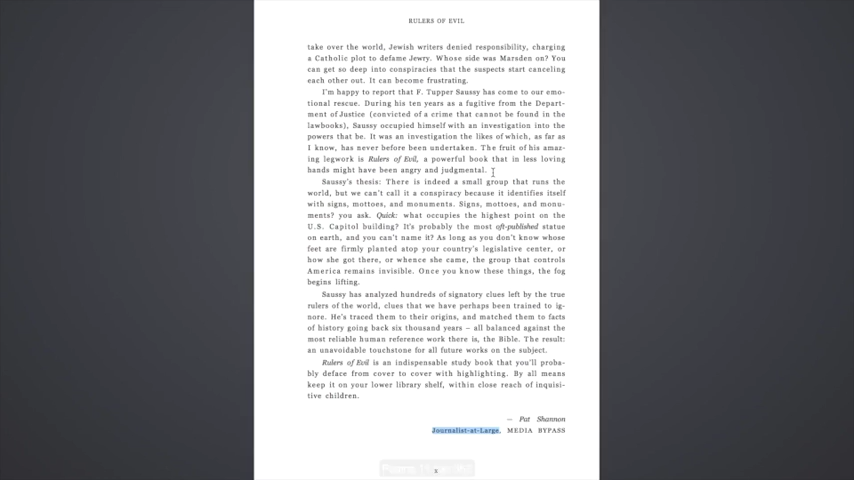 RULERS OF EVIL
take over the world, Jewish writers denied responsibility, charging
a Catholic plot to defame Jewry. Whose side was Marsden on? You
can get so deep into conspiracies that the suspects start canceling
each other out. It can become frustrating.
I'm happy to report that F. Tupper Saussy has come to our emo-
tional rescue. During his ten years as a fugitive from the Depart-
ment of Justice (convicted of a crime that cannot be found in the
lawbooks), Saussy occupied himself with an investigation into the
powers that be. It was an investigation the likes of which, as far as
I know, has never before been undertaken. The fruit of his amaz-
ing legwork is Rulers of Evil, a powerful book that in less loving
hands might have been angry and judgmental.
Saussy's thesis: There is indeed a small group that runs the
world, but we can't call it a conspiracy because it identifies itself
with signs, mottoes, and monuments. Signs, mottoes, and monu-
ments? you ask. Quick: what occupies the highest point on the
U.S. Capitol building? It's probably the most oft-published statue
on earth, and you can't name it? As long as you don't know whose
feet are firmly planted atop your country's legislative center, or
how she got there, or whence she came, the group that controls
America remains invisible. Once you know these things, the fog
begins lifting.
Saussy has analyzed hundreds of signatory clues left by the true
rulers of the world, clues that we have perhaps been trained to ig-
nore. He's traced them to their origins, and matched them to facts
of history going back six thousand years – all balanced against the
most reliable human reference work there is, the Bible. The result:
an unavoidable touchstone for all future works on the subject.
Rulers of Evil is an indispensable study book that you'll proba-
bly deface from cover to cover with highlighting. By all means
keep it on your lower library shelf, within close reach of inquisi-
tive children.
– Pat Shannon
Journalist-at-Large, MEDIA BYPASS